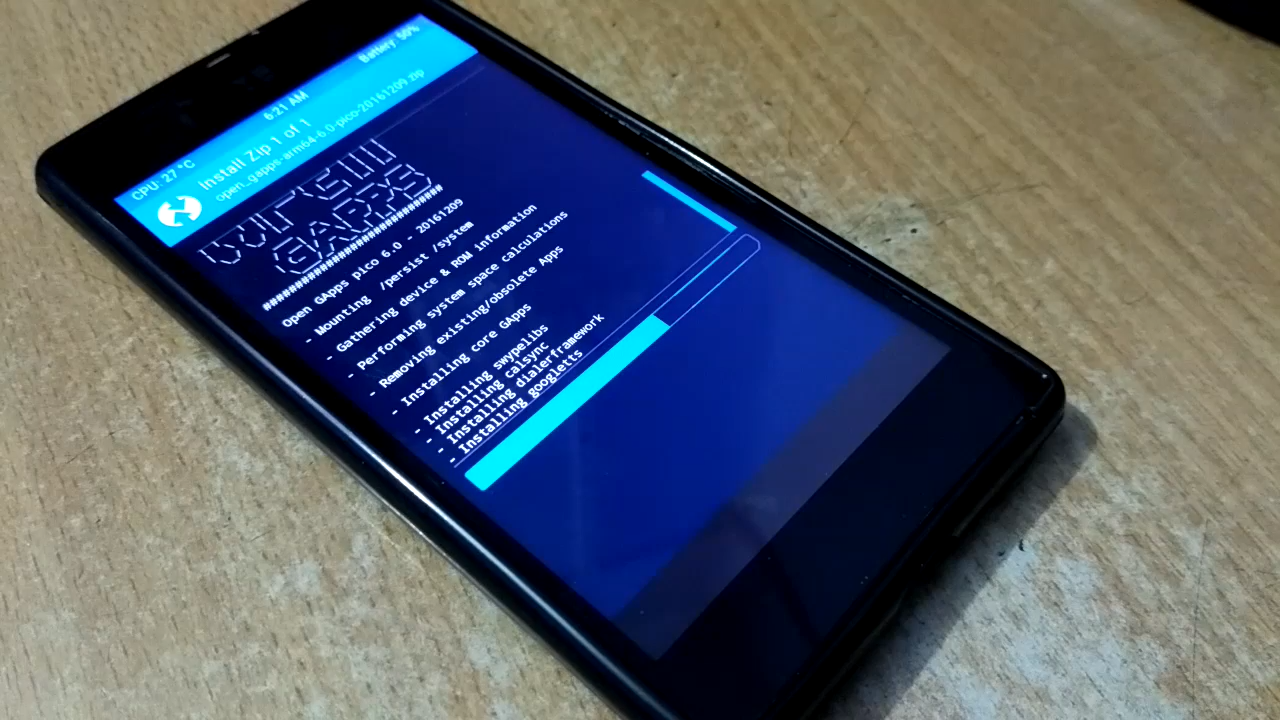 CPU: 27 °C 6:21 AM Battery: 50%
Install Zip 1 of 1
open_gapps-arm64-6.0-pico-20161209.zip
GAPPS
############################
Open GApps pico 6.0 - 20161209
- Mounting /persist /system
- Gathering device & ROM information
- Performing system space calculations
- Removing existing/obsolete Apps
- Installing core GApps
- Installing swypelibs
- Installing calsync
- Installing dialerframework
- Installing googletts